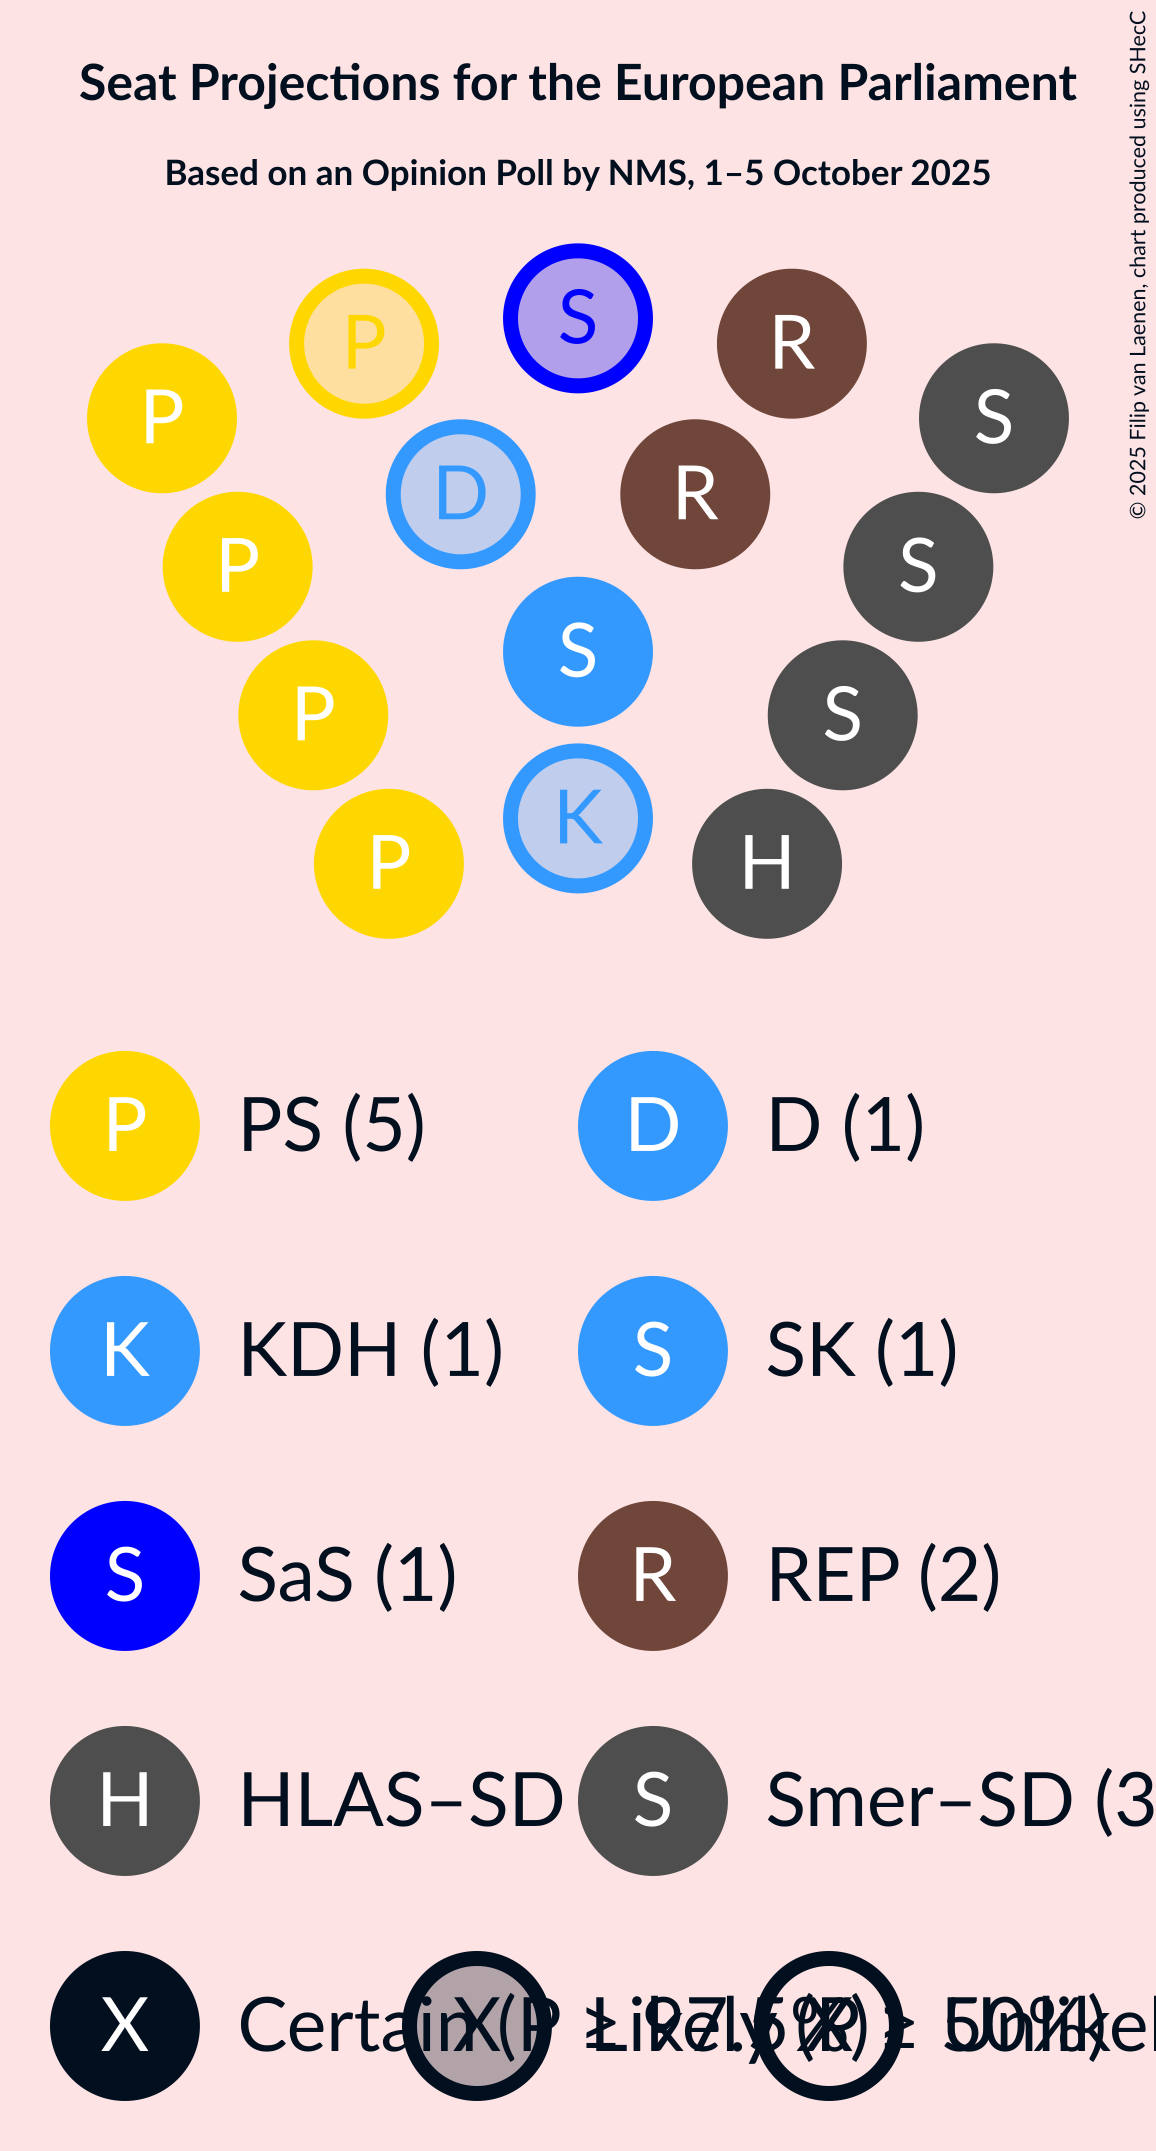 Seat Projections for the European Parliament
Based on an Opinion Poll by NMS, 1–5 October 2025
© 2025 Filip van Laenen, chart produced using SHecC
P S R
P S
D R
P S
S
P S
K
P H
P PS (5) D D (1)
K KDH (1) S SK (1)
S SaS (1) R REP (2)
H HLAS–SD S Smer–SD (3
X Certain (P ≥ 97.5%) X Likely (P ≥ 50%) X Unlikel